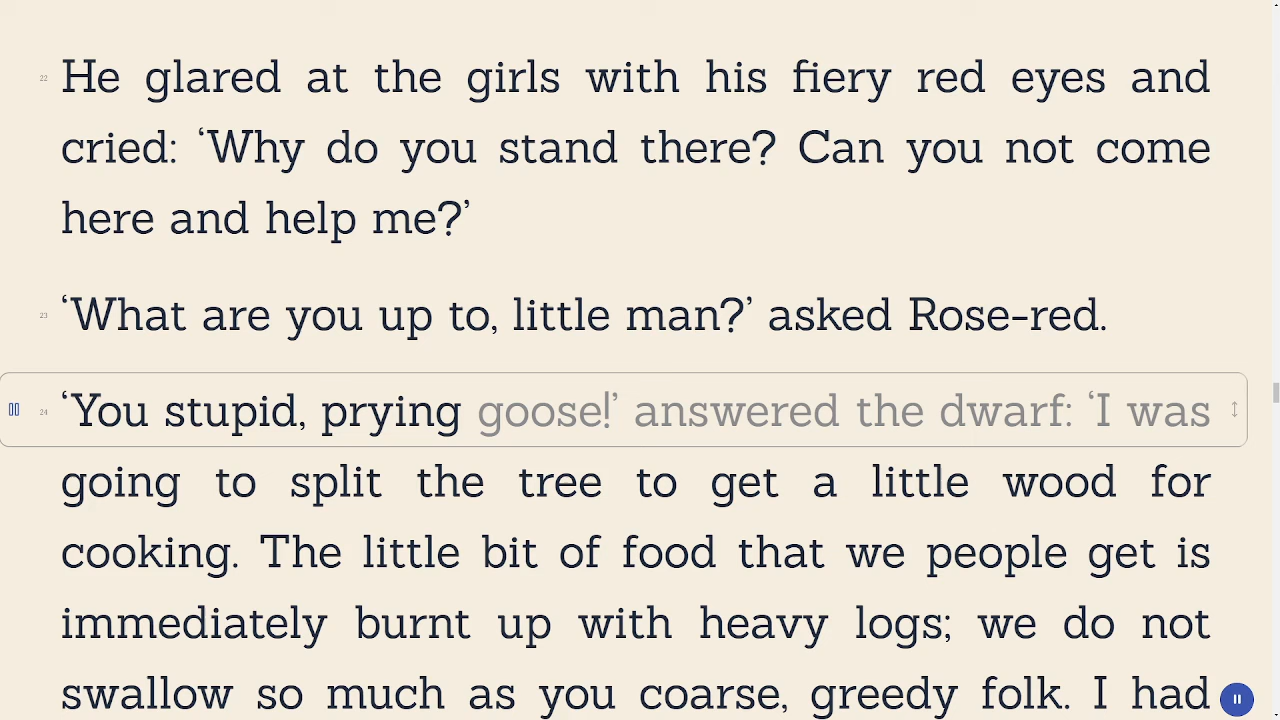 22
He glared at the girls with his fiery red eyes and
cried: ‘Why do you stand there? Can you not come
here and help me?’
23
‘What are you up to, little man?’ asked Rose-red.
24
‘You stupid, prying goose!’ answered the dwarf: ‘I was
going to split the tree to get a little wood for
cooking. The little bit of food that we people get is
immediately burnt up with heavy logs; we do not
swallow so much as you coarse, greedy folk. I had